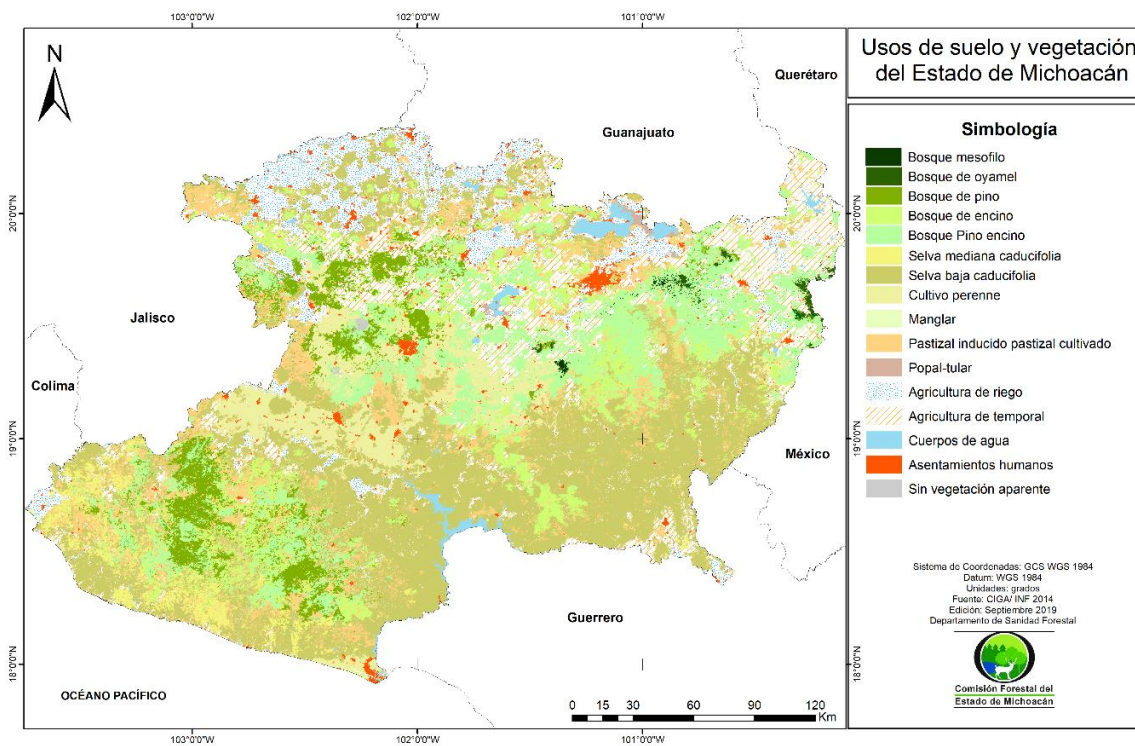 103°0'0"W
102°0'0"W
101°0'0"W
N
Querétaro
Guanajuato
Jalisco
Colima
México
Guerrero
OCÉANO PACÍFICO
20°0'0"N
19°0'0"N
18°0'0"N
20°0'0"N
19°0'0"N
18°0'0"N
0 15 30 60 90 120
Km
103°0'0"W
102°0'0"W
101°0'0"W
Usos de suelo y vegetación
del Estado de Michoacán
Simbología
Bosque mesofilo
Bosque de oyamel
Bosque de pino
Bosque de encino
Bosque Pino encino
Selva mediana caducifolia
Selva baja caducifolia
Cultivo perenne
Manglar
Pastizal inducido pastizal cultivado
Popal-tular
Agricultura de riego
Agricultura de temporal
Cuerpos de agua
Asentamientos humanos
Sin vegetación aparente
Sistema de Coordenadas: GCS WGS 1984
Datum: WGS 1984
Unidades: grados
Fuente: CIGA/ INF 2014
Edición: Septiembre 2019
Departamento de Sanidad Forestal
Comisión Forestal del
Estado de Michoacán